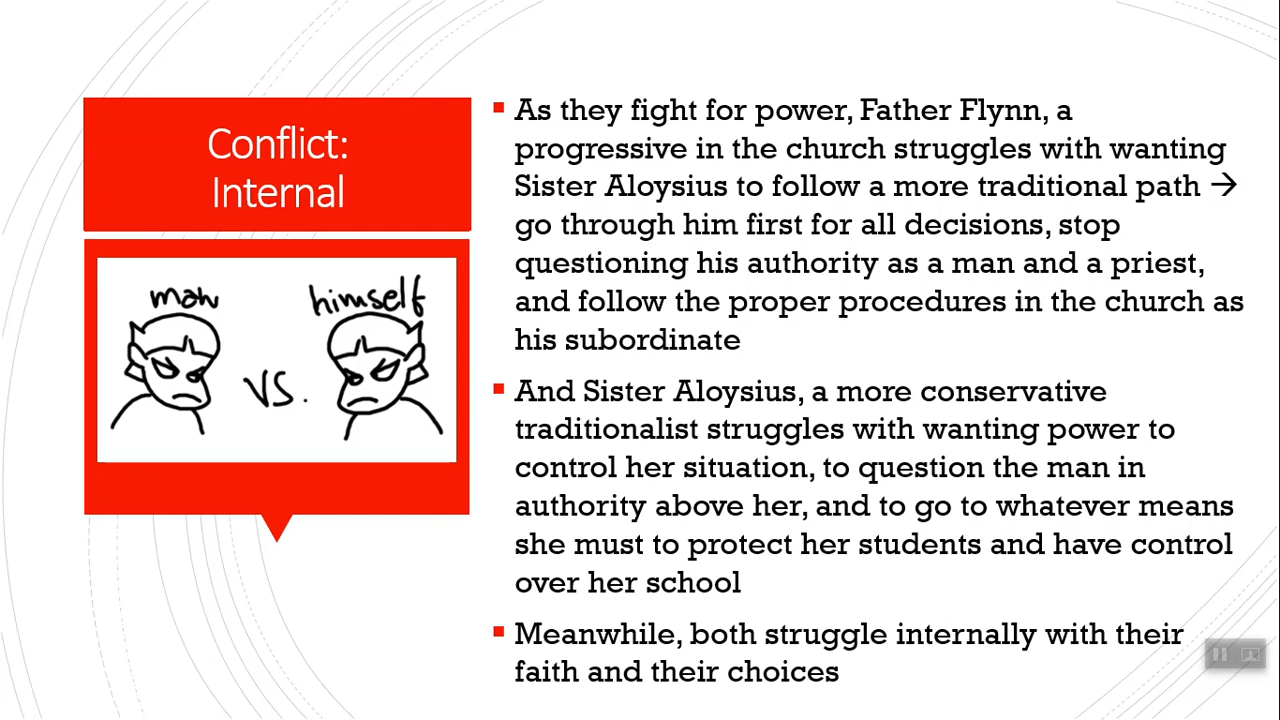 Conflict:
Internal
man
himself
vs.
▪ As they fight for power, Father Flynn, a
progressive in the church struggles with wanting
Sister Aloysius to follow a more traditional path →
go through him first for all decisions, stop
questioning his authority as a man and a priest,
and follow the proper procedures in the church as
his subordinate
▪ And Sister Aloysius, a more conservative
traditionalist struggles with wanting power to
control her situation, to question the man in
authority above her, and to go to whatever means
she must to protect her students and have control
over her school
▪ Meanwhile, both struggle internally with their
faith and their choices